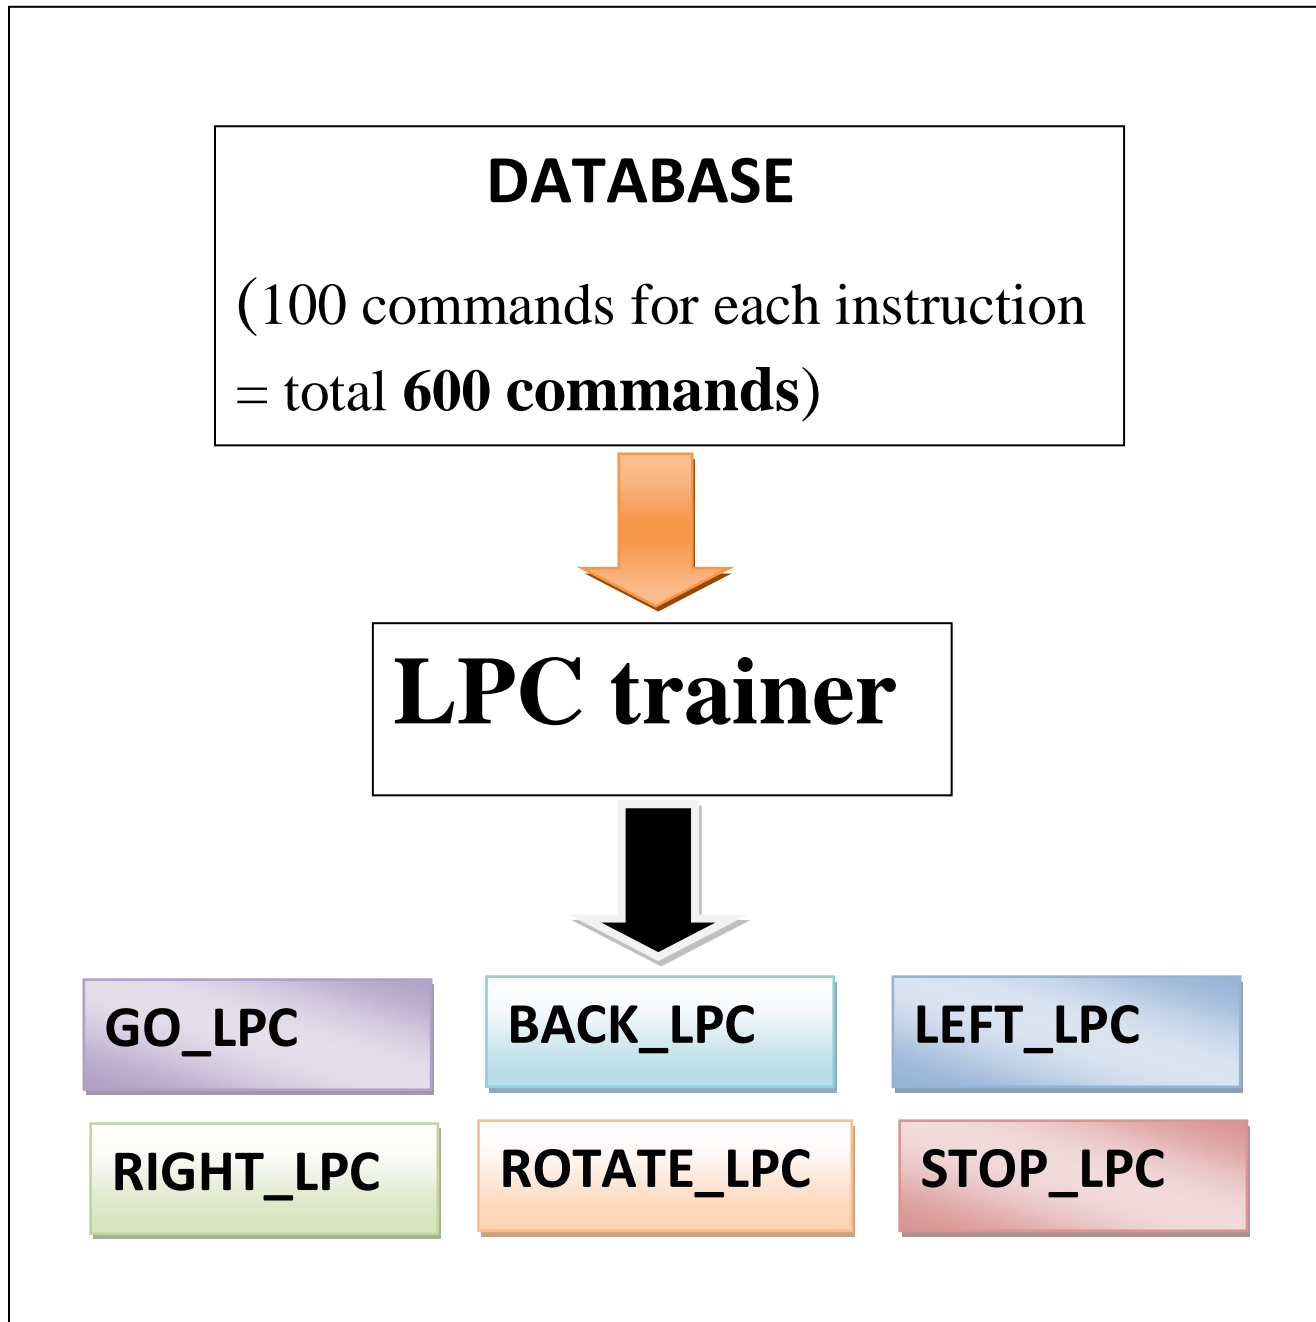 DATABASE
(100 commands for each instruction
= total 600 commands)
LPC trainer
GO_LPC
BACK_LPC
LEFT_LPC
RIGHT_LPC
ROTATE_LPC
STOP_LPC